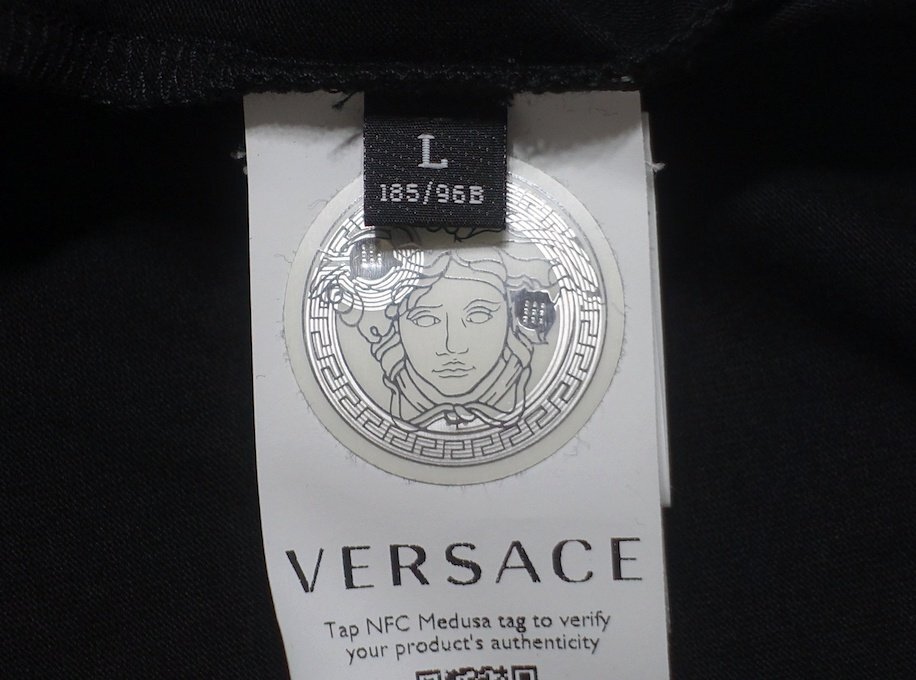 L
185/96B
VERSACE
Tap NFC Medusa tag to verify
your product's authenticity